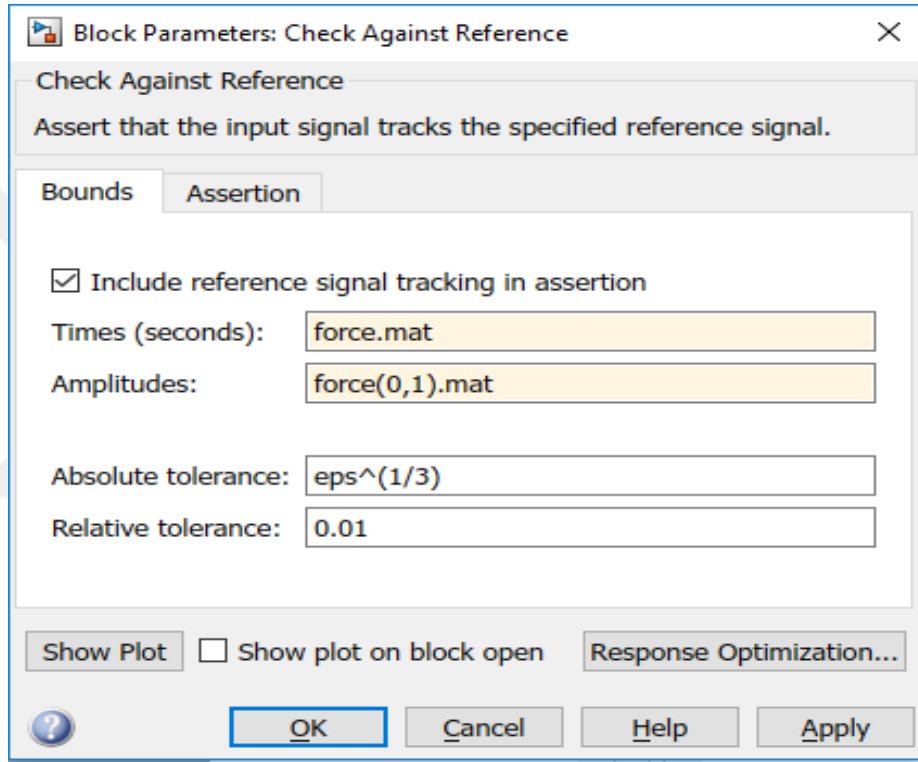 Block Parameters: Check Against Reference
Check Against Reference
Assert that the input signal tracks the specified reference signal.
Bounds Assertion
Include reference signal tracking in assertion
Times (seconds): force.mat
Amplitudes: force(0,1).mat
Absolute tolerance: eps^(1/3)
Relative tolerance: 0.01
Show Plot Show plot on block open Response Optimization...
? OK Cancel Help Apply